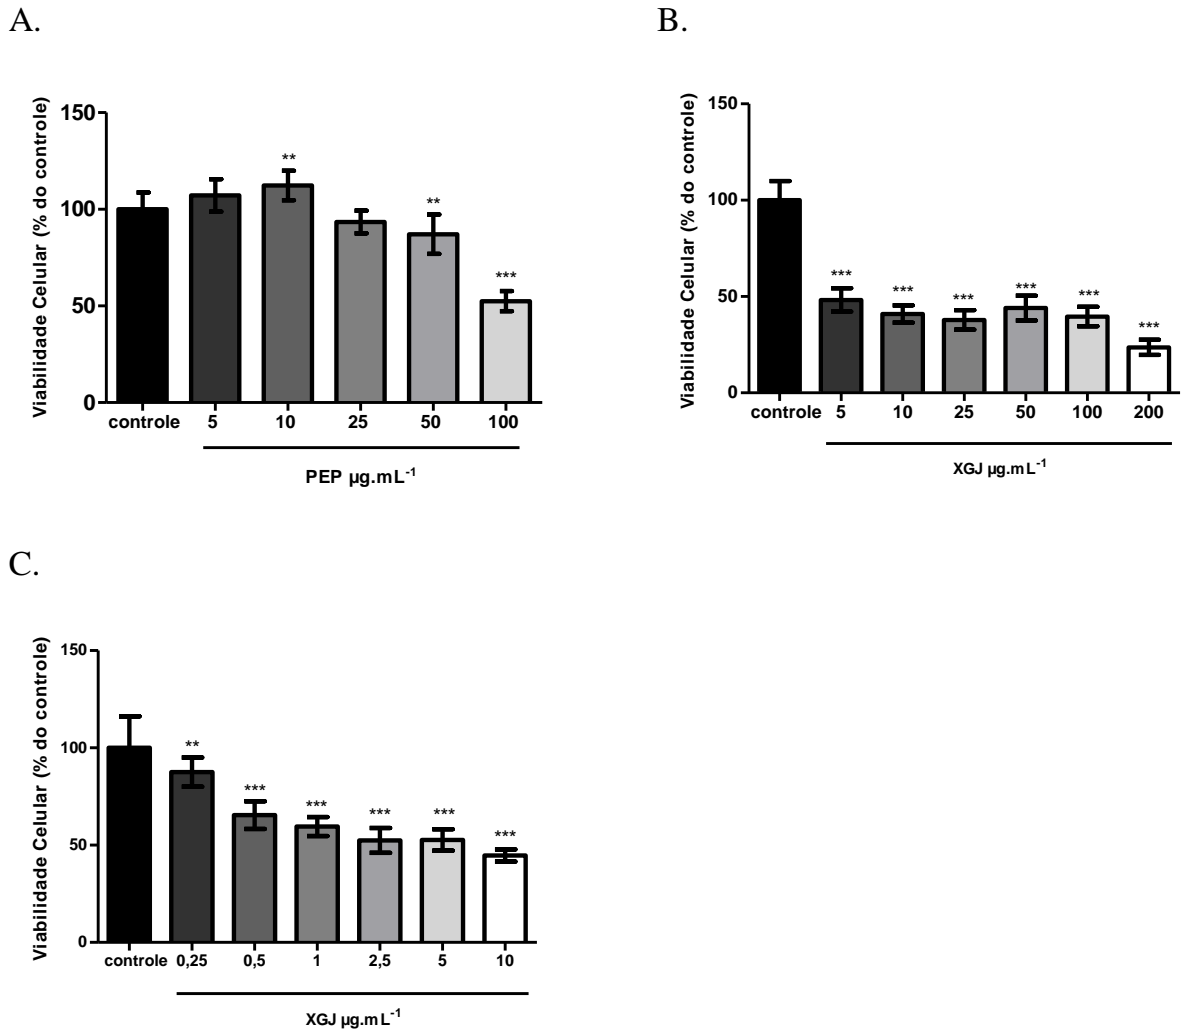 A.
Viabilidade Celular (% do controle)
150
100
50
0
** ** ***
controle 5 10 25 50 100
PEP µg.mL⁻¹
B.
Viabilidade Celular (% do controle)
150
100
50
0
*** *** *** *** *** ***
controle 5 10 25 50 100 200
XGJ µg.mL⁻¹
C.
Viabilidade Celular (% do controle)
150
100
50
0
** *** *** *** *** ***
controle 0,25 0,5 1 2,5 5 10
XGJ µg.mL⁻¹